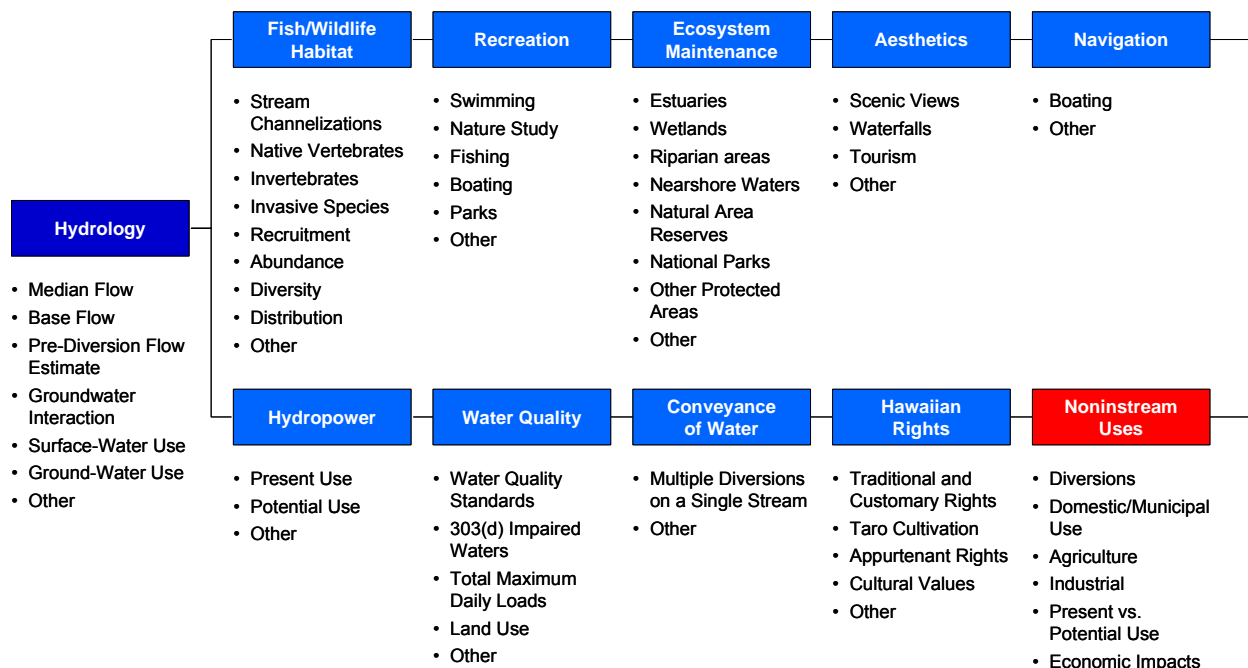 Hydrology
• Median Flow
• Base Flow
• Pre-Diversion Flow
Estimate
• Groundwater
Interaction
• Surface-Water Use
• Ground-Water Use
• Other
Fish/Wildlife
Habitat
• Stream
Channelizations
• Native Vertebrates
• Invertebrates
• Invasive Species
• Recruitment
• Abundance
• Diversity
• Distribution
• Other
Recreation
• Swimming
• Nature Study
• Fishing
• Boating
• Parks
• Other
Ecosystem
Maintenance
• Estuaries
• Wetlands
• Riparian areas
• Nearshore Waters
• Natural Area
Reserves
• National Parks
• Other Protected
Areas
• Other
Aesthetics
• Scenic Views
• Waterfalls
• Tourism
• Other
Navigation
• Boating
• Other
Hydropower
• Present Use
• Potential Use
• Other
Water Quality
• Water Quality
Standards
• 303(d) Impaired
Waters
• Total Maximum
Daily Loads
• Land Use
• Other
Conveyance
of Water
• Multiple Diversions
on a Single Stream
• Other
Hawaiian
Rights
• Traditional and
Customary Rights
• Taro Cultivation
• Appurtenant Rights
• Cultural Values
• Other
Noninstream
Uses
• Diversions
• Domestic/Municipal
Use
• Agriculture
• Industrial
• Present vs.
Potential Use
• Economic Impacts